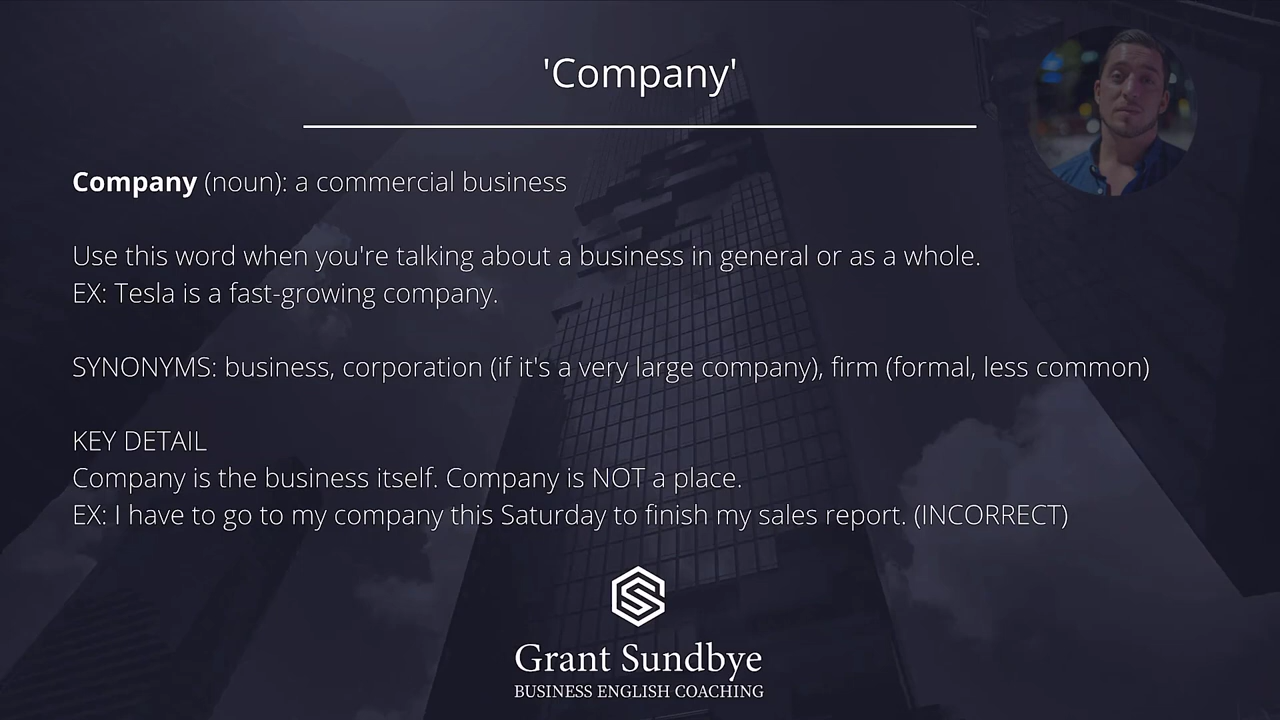 'Company'
Company (noun): a commercial business
Use this word when you're talking about a business in general or as a whole.
EX: Tesla is a fast-growing company.
SYNONYMS: business, corporation (if it's a very large company), firm (formal, less common)
KEY DETAIL
Company is the business itself. Company is NOT a place.
EX: I have to go to my company this Saturday to finish my sales report. (INCORRECT)
Grant Sundbye
BUSINESS ENGLISH COACHING